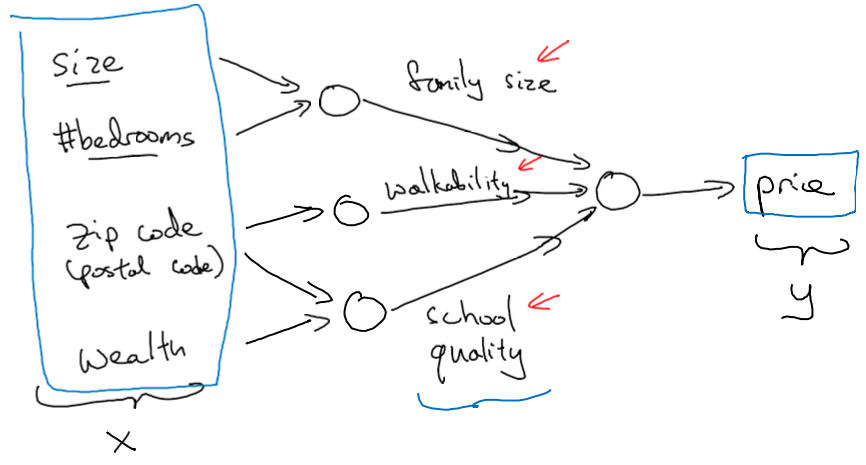 size
#bedrooms
zip code
(postal code)
wealth
family size
walkability
school
quality
price
x
y